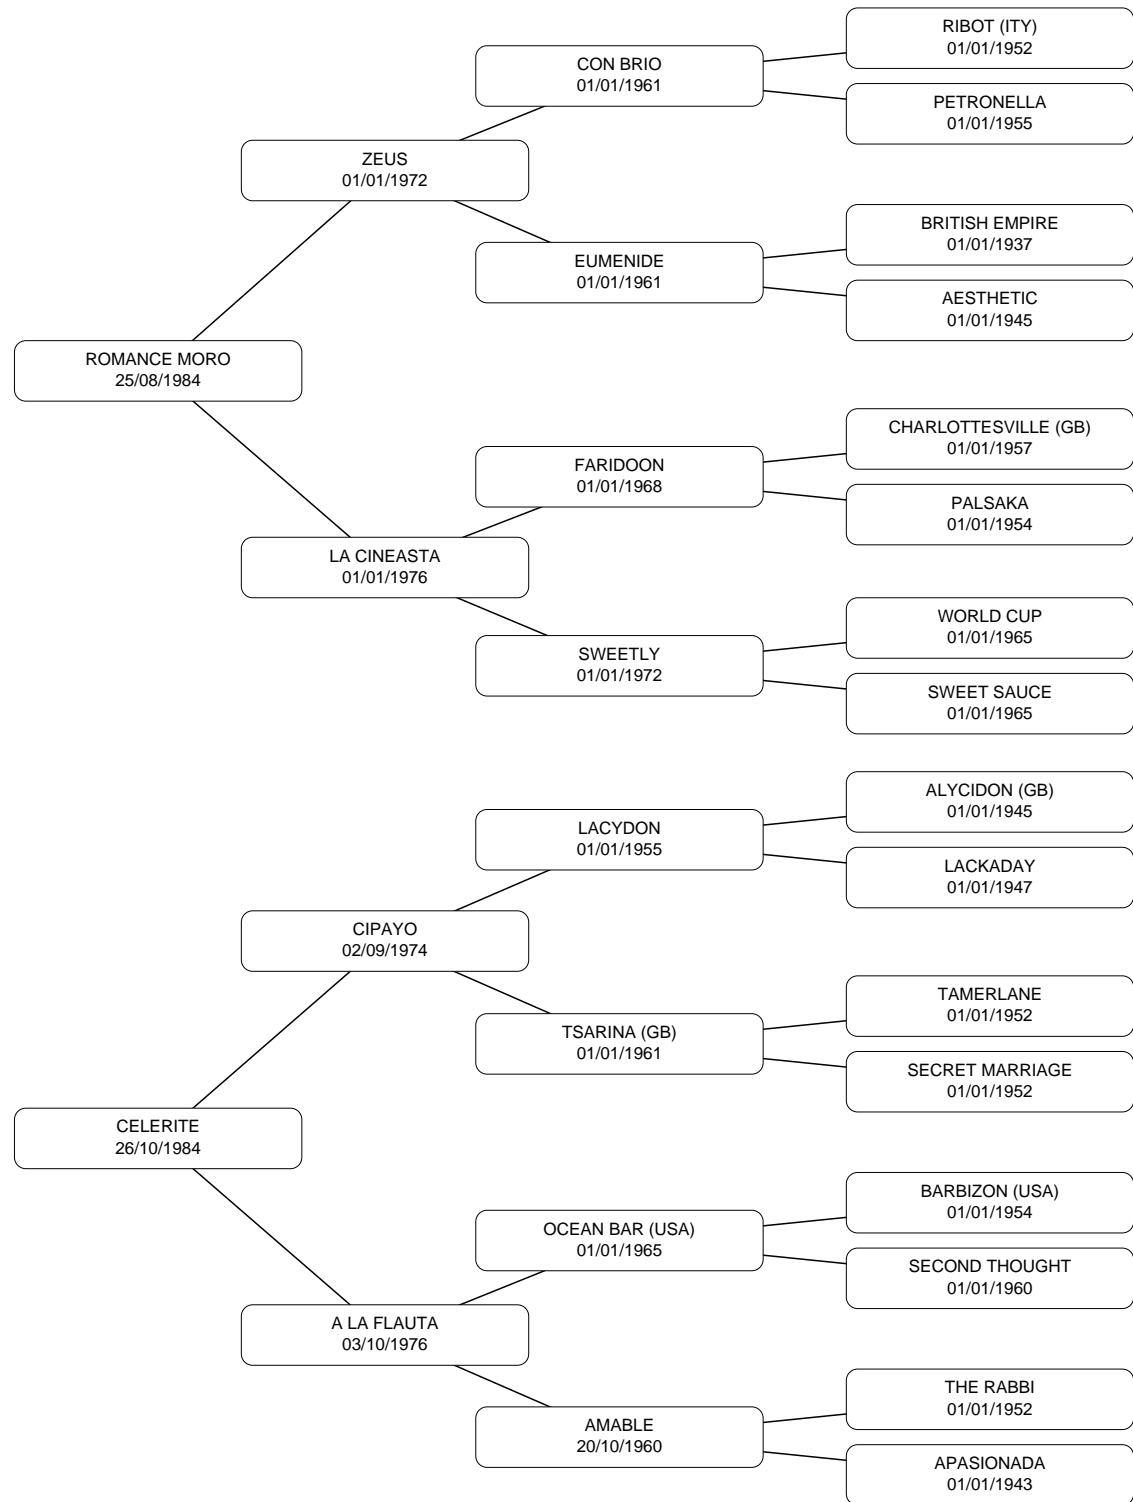 RIBOT (ITY)
01/01/1952
CON BRIO
01/01/1961
PETRONELLA
01/01/1955
ZEUS
01/01/1972
BRITISH EMPIRE
01/01/1937
EUMENIDE
01/01/1961
AESTHETIC
01/01/1945
ROMANCE MORO
25/08/1984
CHARLOTTESVILLE (GB)
01/01/1957
FARIDOON
01/01/1968
PALSAKA
01/01/1954
LA CINEASTA
01/01/1976
WORLD CUP
01/01/1965
SWEETLY
01/01/1972
SWEET SAUCE
01/01/1965
ALYCIDON (GB)
01/01/1945
LACYDON
01/01/1955
LACKADAY
01/01/1947
CIPAYO
02/09/1974
TAMERLANE
01/01/1952
TSARINA (GB)
01/01/1961
SECRET MARRIAGE
01/01/1952
CELERITE
26/10/1984
BARBIZON (USA)
01/01/1954
OCEAN BAR (USA)
01/01/1965
SECOND THOUGHT
01/01/1960
A LA FLAUTA
03/10/1976
THE RABBI
01/01/1952
AMABLE
20/10/1960
APASIONADA
01/01/1943